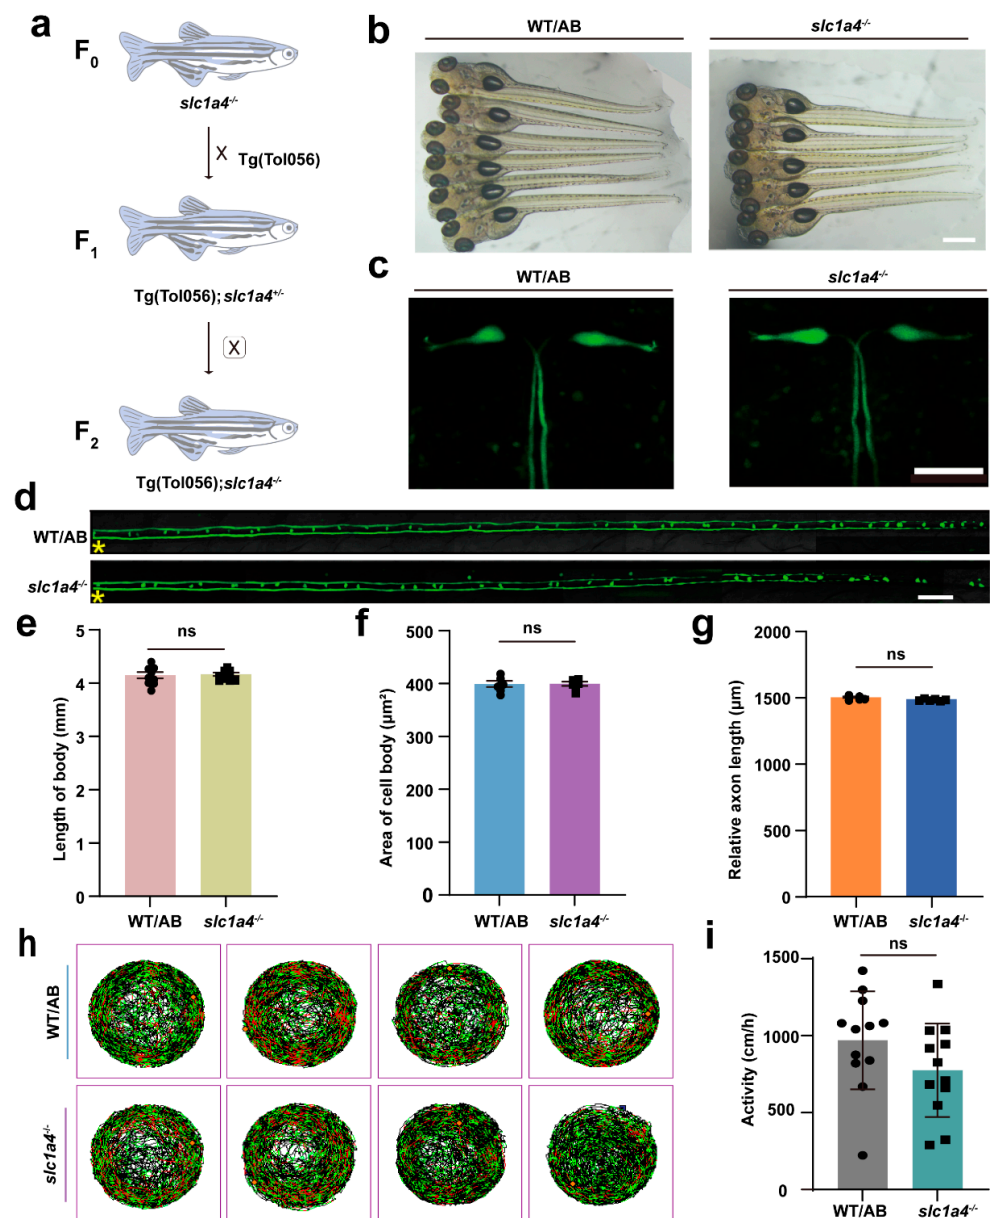 a
F0
slc1a4-/-
X Tg(Tol056)
F1
Tg(Tol056);slc1a4+/-
X
F2
Tg(Tol056);slc1a4-/-
b
WT/AB
slc1a4-/-
c
WT/AB
slc1a4-/-
d
WT/AB
*
slc1a4-/-
*
e
Length of body (mm)
5
4
3
2
1
0
ns
WT/AB
slc1a4-/-
f
Area of cell body (µm²)
500
400
300
200
100
0
ns
WT/AB
slc1a4-/-
g
Relative axon length (µm)
2000
1500
1000
500
0
ns
WT/AB
slc1a4-/-
h
WT/AB
slc1a4-/-
i
Activity (cm/h)
1500
1000
500
0
ns
WT/AB
slc1a4-/-